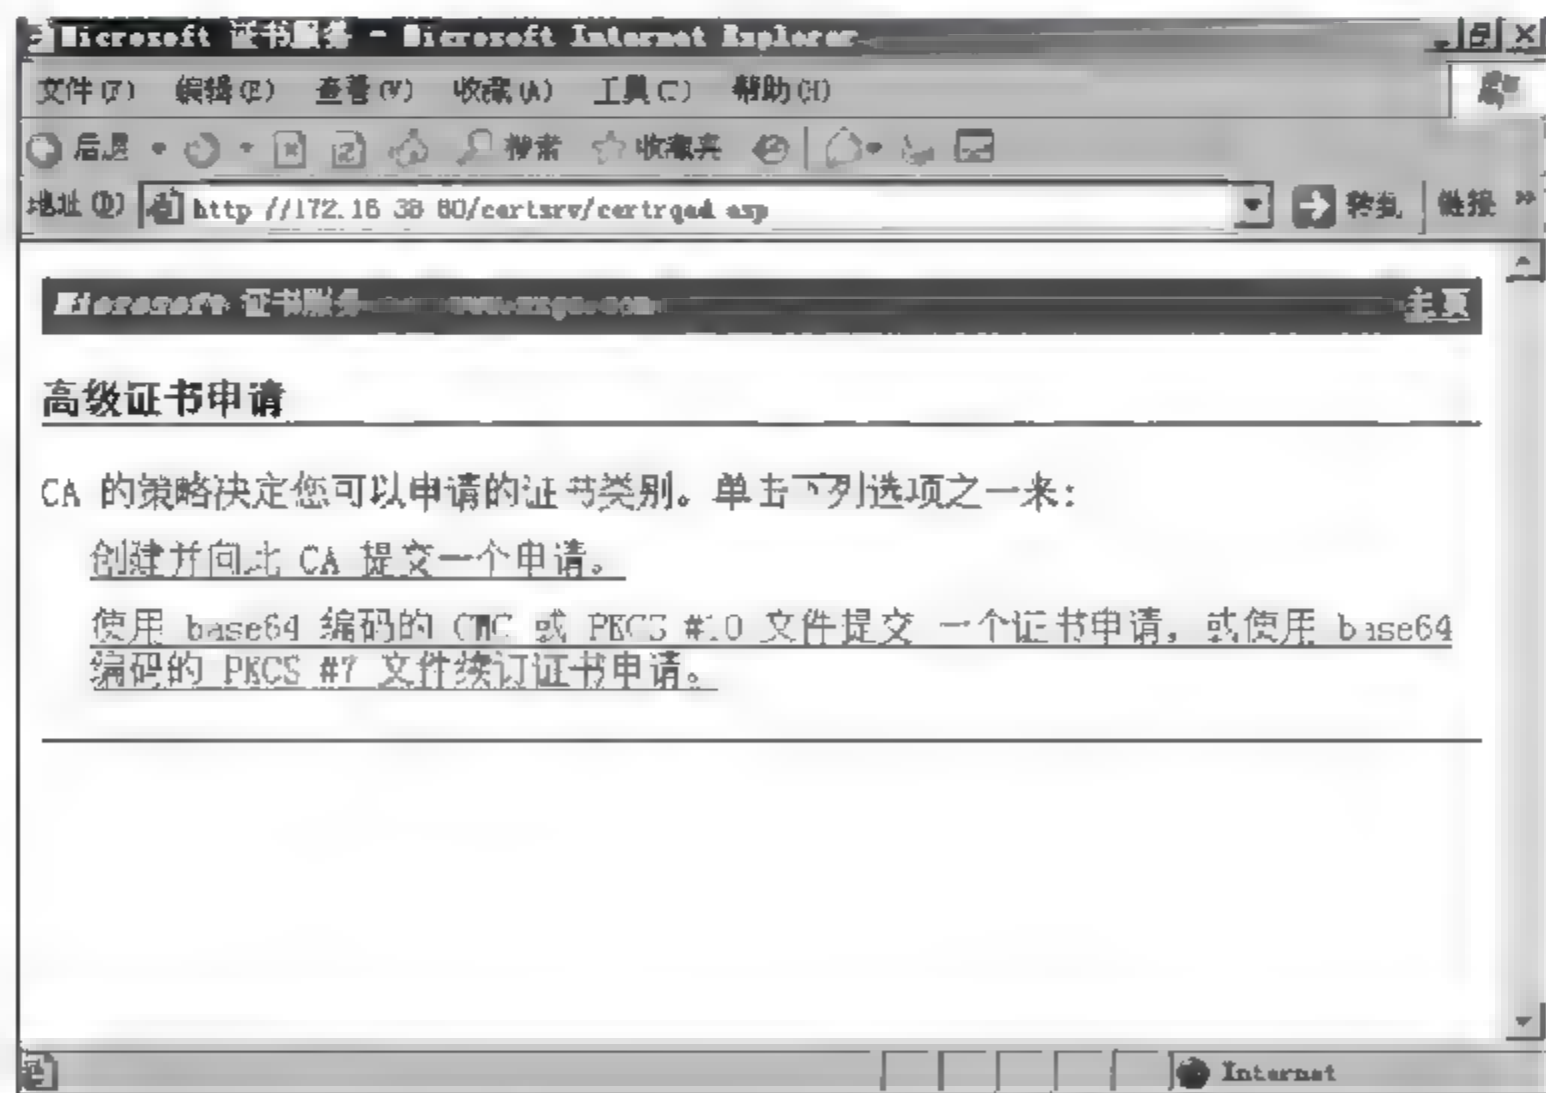 Microsoft 证书服务 - Microsoft Internet Explorer
文件(F) 编辑(E) 查看(V) 收藏(A) 工具(T) 帮助(H)
后退 搜索 收藏夹
地址(D) http://172.16.38.80/certsrv/certrqad.asp 转到 链接 »
Microsoft 证书服务 主页
高级证书申请
CA 的策略决定您可以申请的证书类别。单击下列选项之一来:
创建并向此 CA 提交一个申请。
使用 base64 编码的 CMC 或 PKCS #10 文件提交 一个证书申请, 或使用 base64
编码的 PKCS #7 文件续订证书申请。
Internet